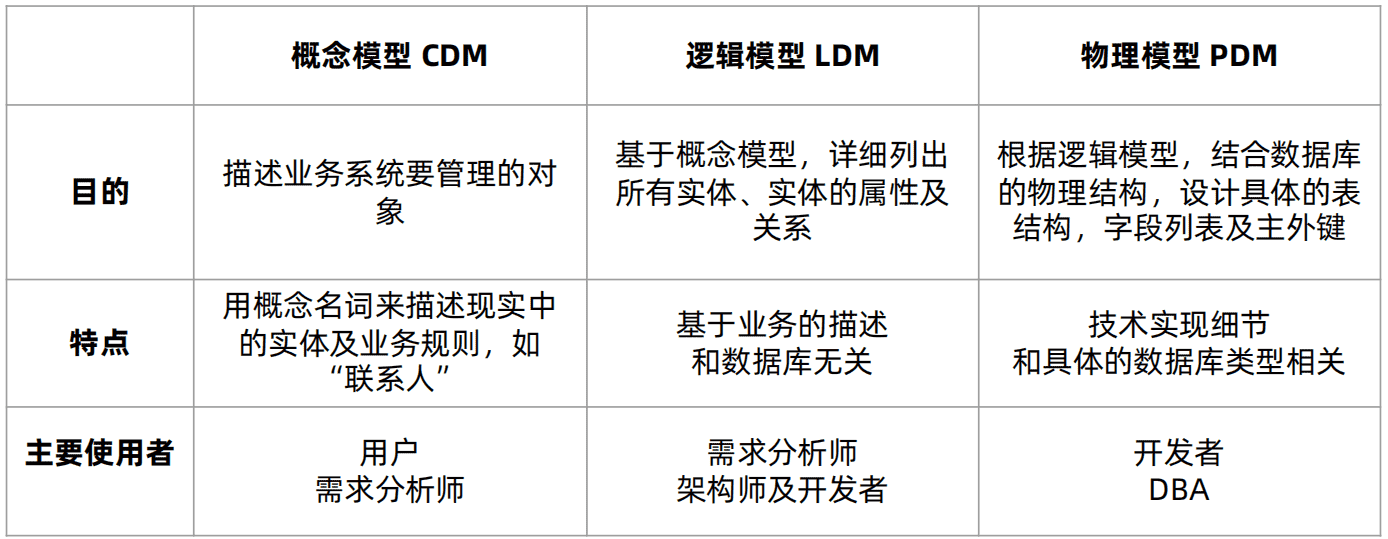 概念模型 CDM
逻辑模型 LDM
物理模型 PDM
目的
描述业务系统要管理的对
象
基于概念模型，详细列出
所有实体、实体的属性及
关系
根据逻辑模型，结合数据库
的物理结构，设计具体的表
结构，字段列表及主外键
特点
用概念名词来描述现实中
的实体及业务规则，如
“联系人”
基于业务的描述
和数据库无关
技术实现细节
和具体的数据库类型相关
主要使用者
用户
需求分析师
需求分析师
架构师及开发者
开发者
DBA